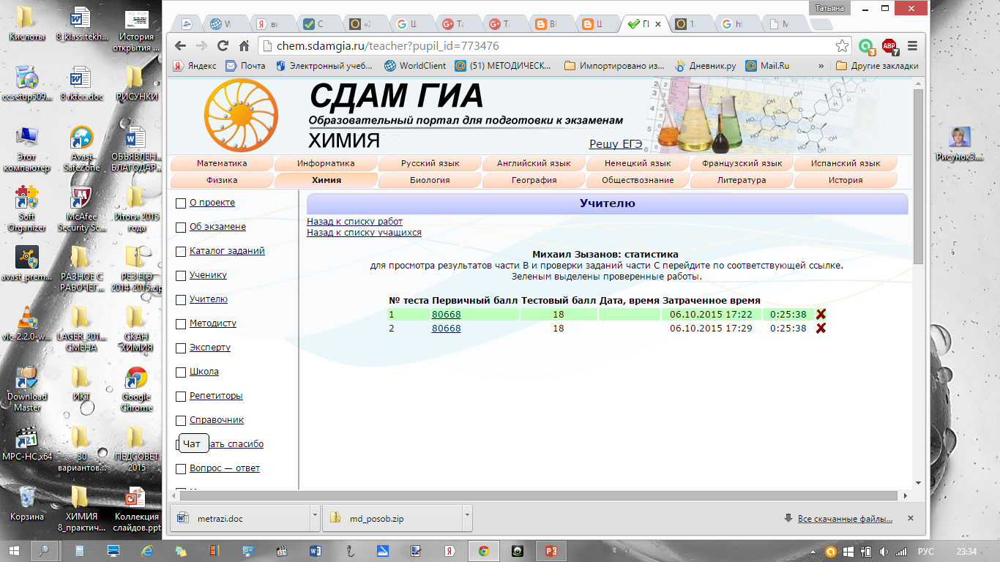 Кислоты
8_klass.tekh...
История
открытия ...
ccsetup509...
8 rkfcc.doc
РИСУНКИ
Этот
компьютер
Avast
SafeZone
ОБЪЯВЛЕН...
БЛАГОДАР...
Soft
Organizer
McAfee
Security Sc...
Итоги 2015
года
avast_prem...
РАЗНОЕ С
РАБОЧЕГ...
РЕЗ ЕГЭ
2014-2015.zip
vlc-2.2.0-w...
LAGER_201...
СМЕНА
СКАН
ХИМИЯ
Download
Master
ИКТ
Google
Chrome
MPC-HC x64
30
вариантов...
ПЕДСОВЕТ
2015
Корзина
ХИМИЯ
8_практич...
Коллекция
слайдов.ppt
Татьяна
chem.sdamgia.ru/teacher?pupil_id=773476
3
ABP
7
Яндекс
Почта
Электронный учеб...
WorldClient
(51) МЕТОДИЧЕСК...
Импортировано из...
Дневник.ру
Mail.Ru
»
Другие закладки
СДАМ ГИА
Образовательный портал для подготовки к экзаменам
ХИМИЯ
Решу ЕГЭ
Математика
Информатика
Русский язык
Английский язык
Немецкий язык
Французский язык
Испанский язык
Физика
Химия
Биология
География
Обществознание
Литература
История
О проекте
Об экзамене
Каталог заданий
Ученику
Учителю
Методисту
Эксперту
Школа
Репетиторы
Справочник
Чат
ать спасибо
Вопрос — ответ
Учителю
Назад к списку работ
Назад к списку учащихся
Михаил Зызанов: статистика
для просмотра результатов части В и проверки заданий части С перейдите по соответствующей ссылке.
Зеленым выделены проверенные работы.
№ теста Первичный балл Тестовый балл Дата, время Затраченное время
1 80668 18 06.10.2015 17:22 0:25:38
2 80668 18 06.10.2015 17:29 0:25:38
Рисунок3....
metrazi.doc
md_posob.zip
Все скачанные файлы...
РУС
23:34